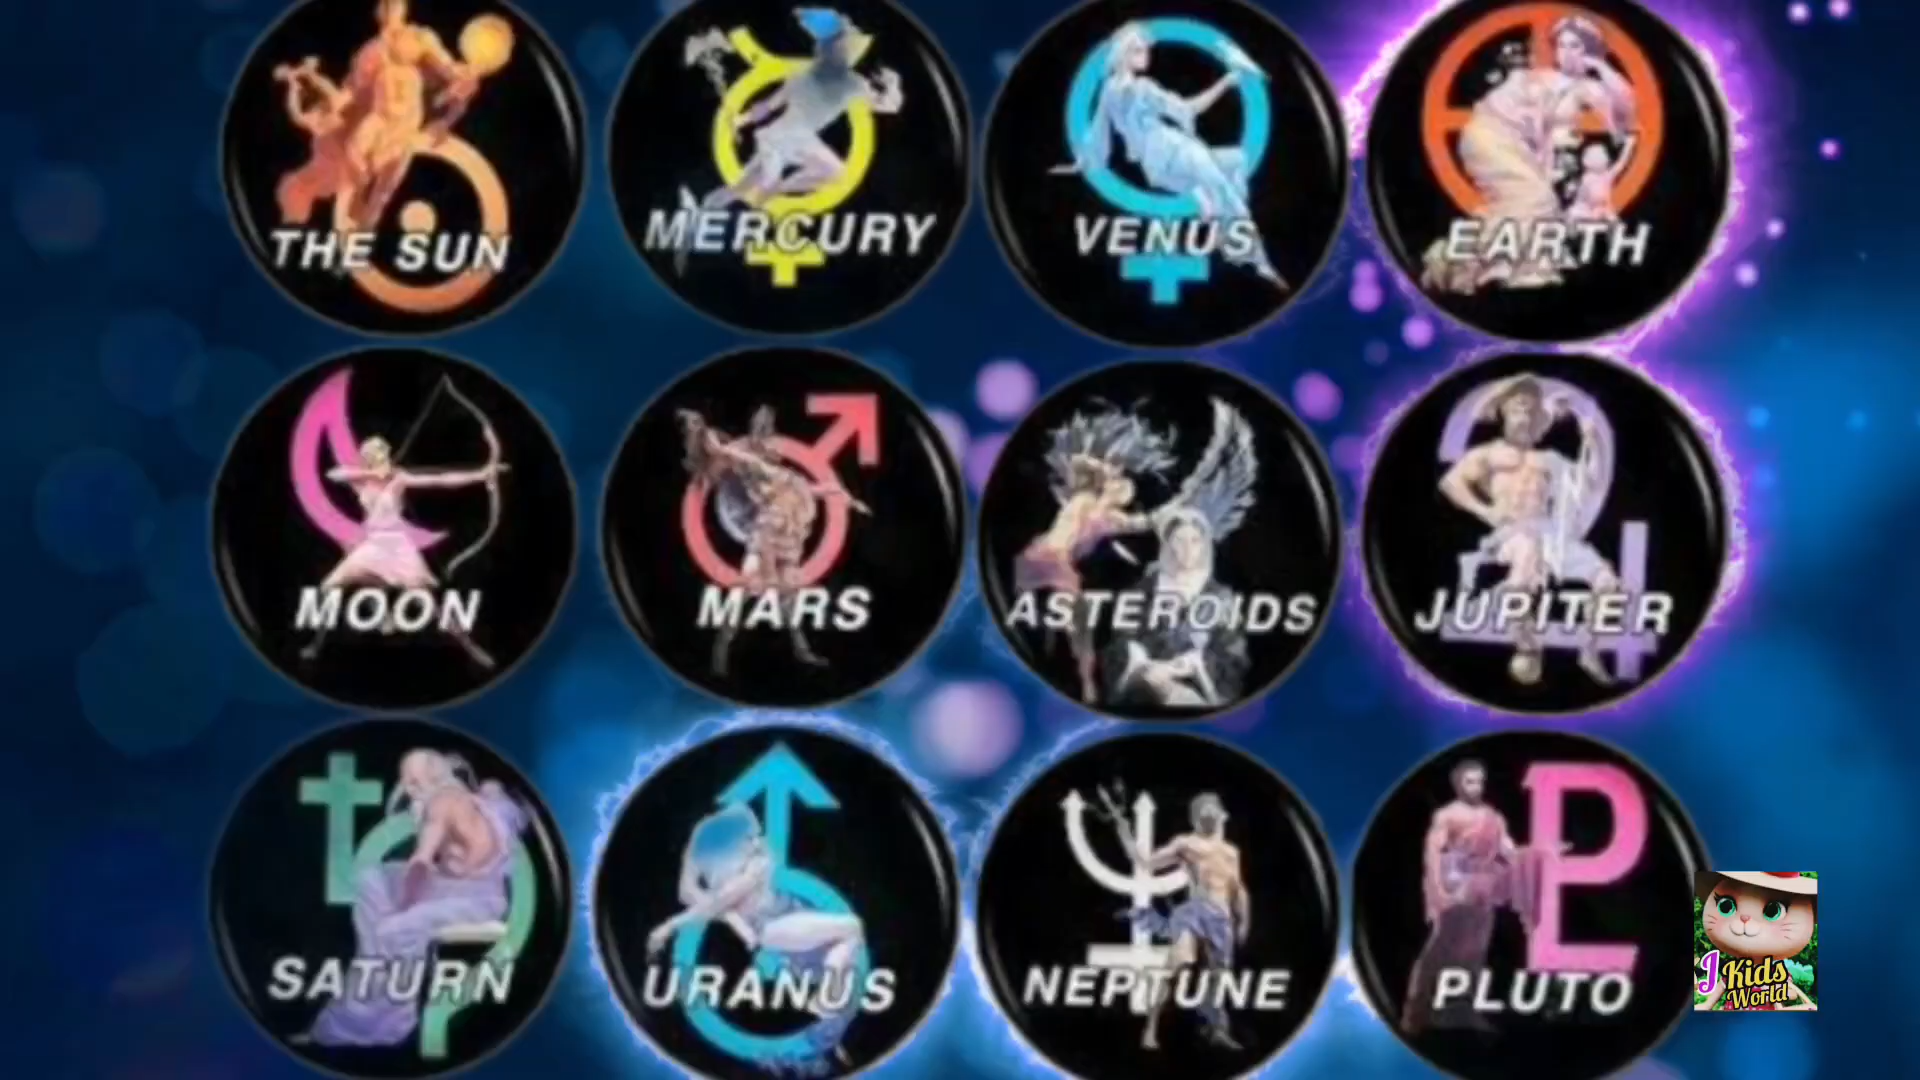 THE SUN
MERCURY
VENUS
EARTH
MOON
MARS
ASTEROIDS
JUPITER
SATURN
URANUS
NEPTUNE
PLUTO
J Kids
World